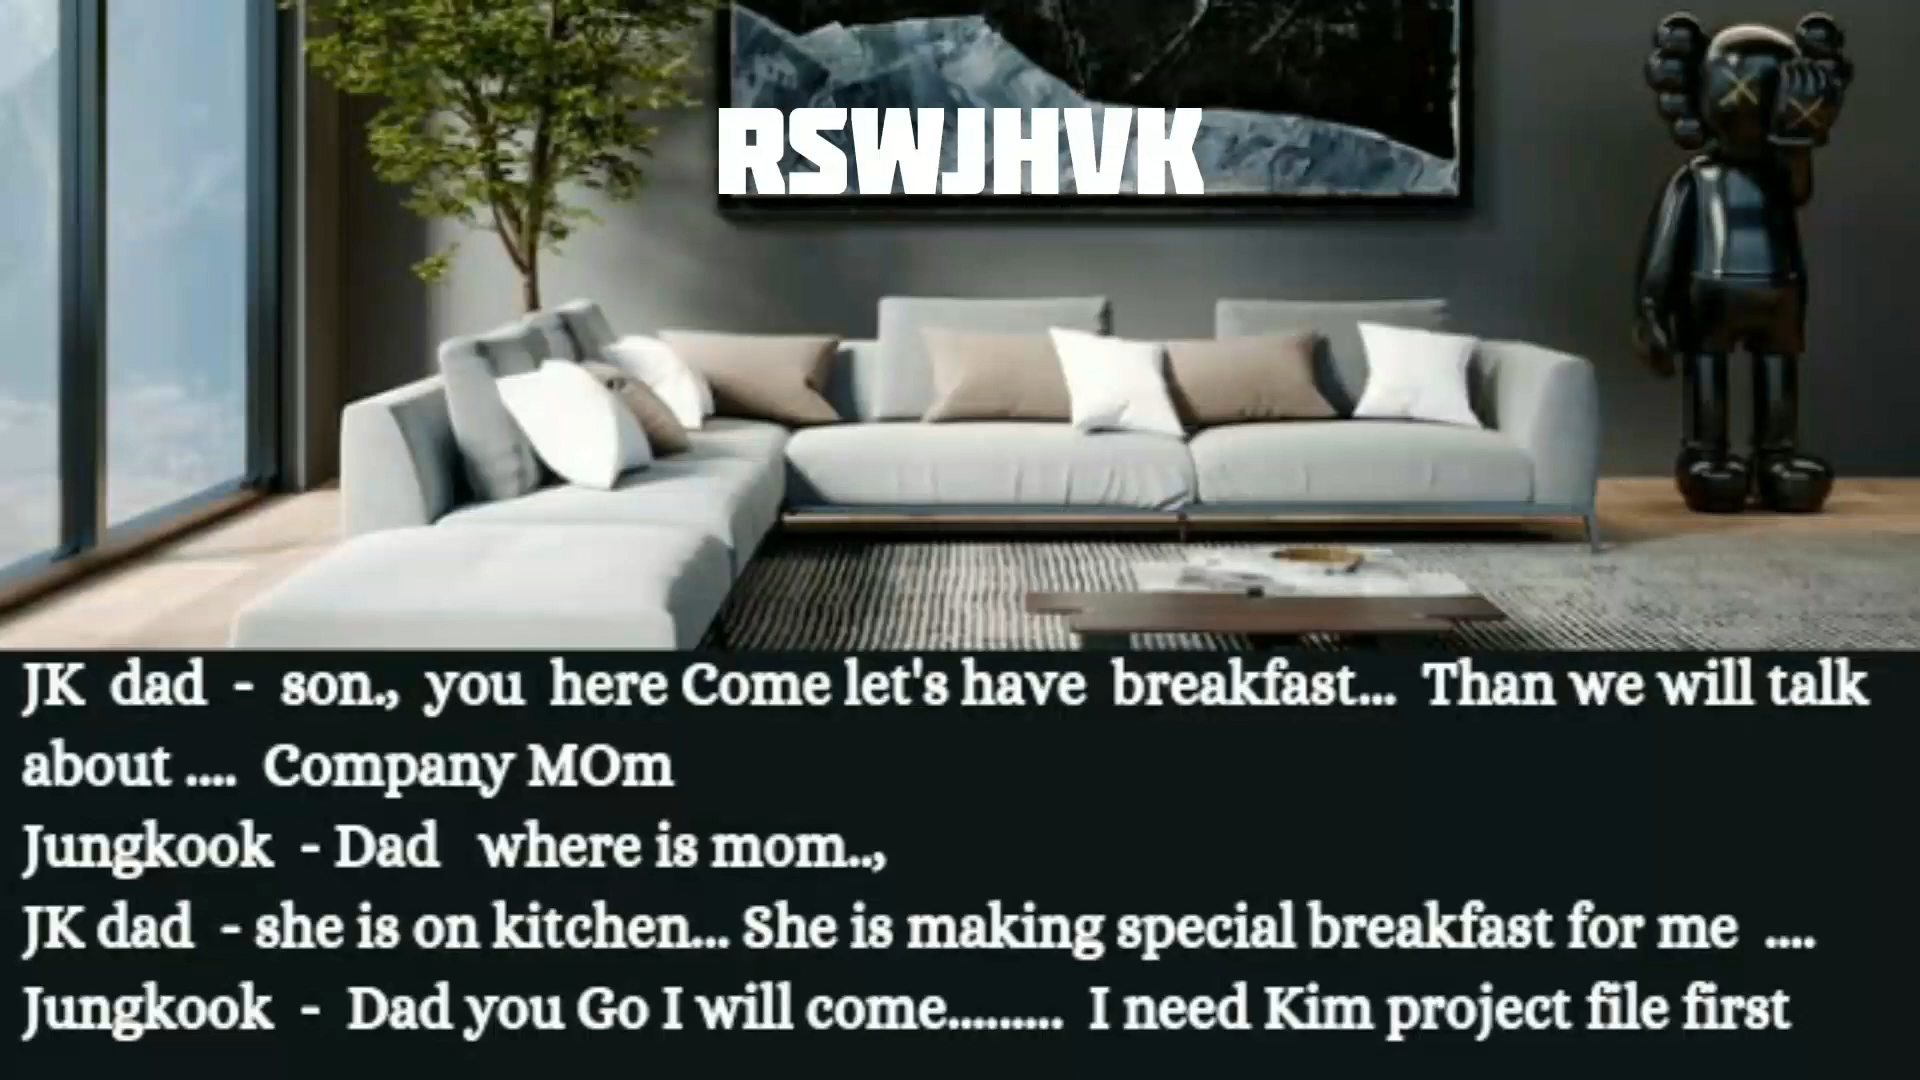 RSWJHVK
JK dad - son., you here Come let's have breakfast... Than we will talk
about .... Company MOm
Jungkook - Dad where is mom..,
JK dad - she is on kitchen... She is making special breakfast for me ....
Jungkook - Dad you Go I will come......... I need Kim project file first